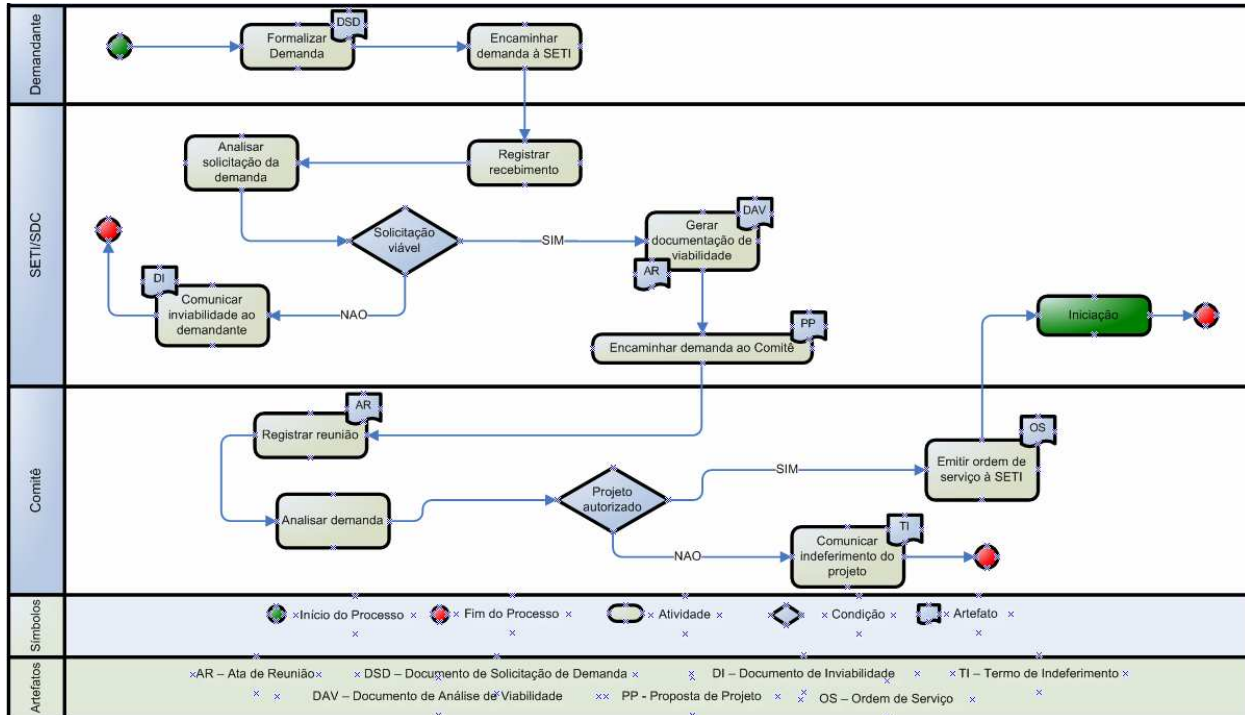 Demandante
Formalizar
Demanda
DSD
Encaminhar
demanda à SETI
SETI/SDC
Registrar
recebimento
Analisar
solicitação da
demanda
Solicitação
viável
SIM
NAO
Comunicar
inviabilidade ao
demandante
DI
Gerar
documentação de
viabilidade
DAV
AR
Encaminhar demanda ao Comitê
PP
Iniciação
Comitê
Registrar reunião
AR
Analisar demanda
Projeto
autorizado
SIM
NAO
Emitir ordem de
serviço à SETI
OS
Comunicar
indeferimento do
projeto
TI
Símbolos
Início do Processo
Fim do Processo
Atividade
Condição
Artefato
Artefatos
AR – Ata de Reunião
DSD – Documento de Solicitação de Demanda
DI – Documento de Inviabilidade
TI – Termo de Indeferimento
DAV – Documento de Análise de Viabilidade
PP - Proposta de Projeto
OS – Ordem de Serviço